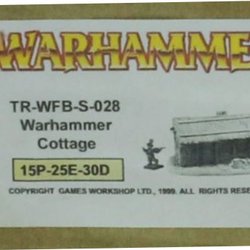 WARHAMME
TR-WFB-S-028
Warhammer
Cottage
15P-25E-30D
COPYRIGHT GAMES WORKSHOP LTD., 1999. ALL RIGHTS RESE